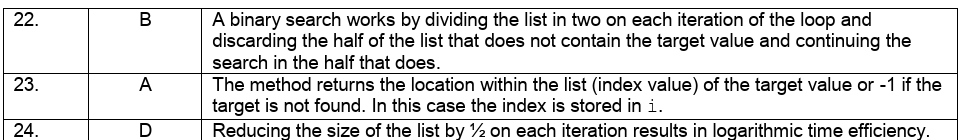 22. B A binary search works by dividing the list in two on each iteration of the loop and
discarding the half of the list that does not contain the target value and continuing the
search in the half that does.
23. A The method returns the location within the list (index value) of the target value or -1 if the
target is not found. In this case the index is stored in i.
24. D Reducing the size of the list by ½ on each iteration results in logarithmic time efficiency.